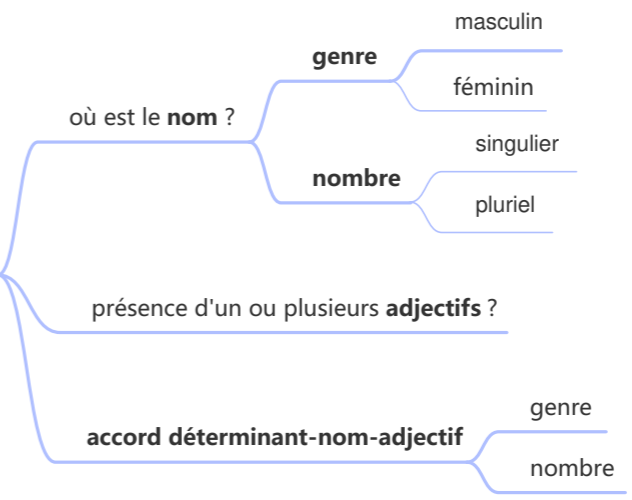 masculin
genre
féminin
où est le nom ?
singulier
nombre
pluriel
présence d'un ou plusieurs adjectifs ?
genre
accord déterminant-nom-adjectif
nombre